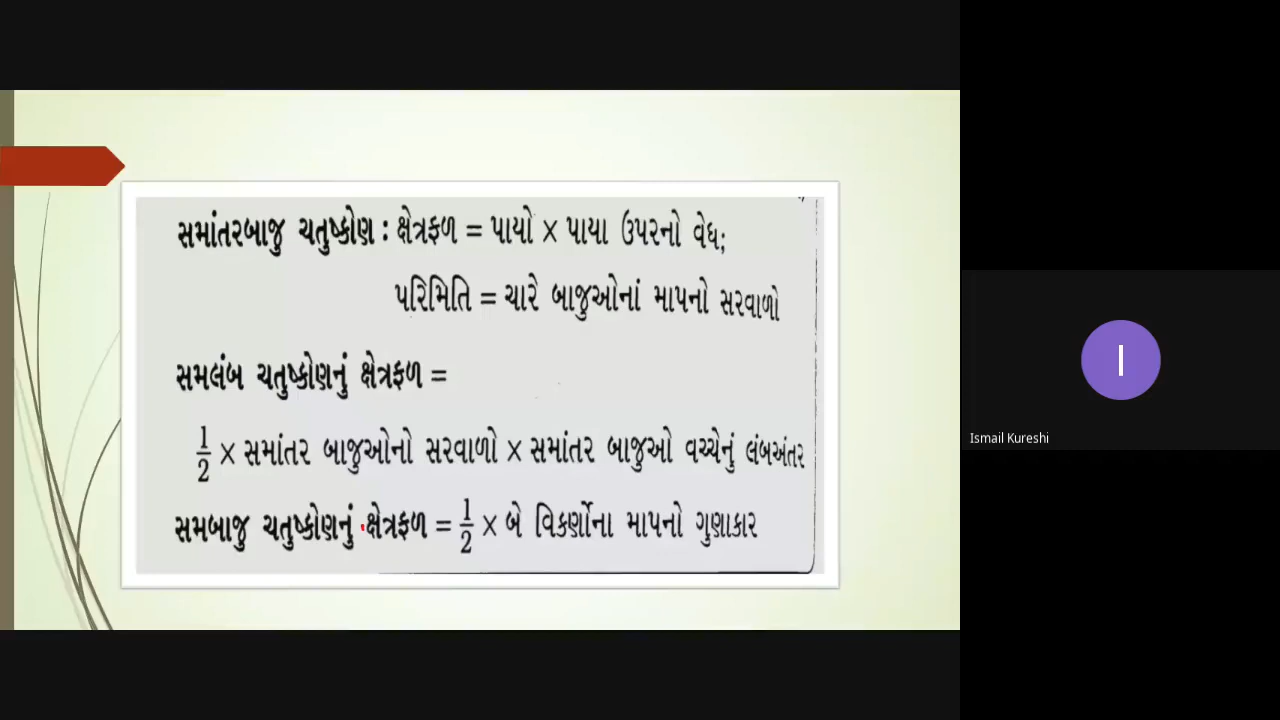 સમાંતરબાજુ ચતુષ્કોણ : ક્ષેત્રફળ = પાયો × પાયા ઉપરનો વેધ;
પરિમિતિ = ચારે બાજુઓનાં માપનો સરવાળો
સમલંબ ચતુષ્કોણનું ક્ષેત્રફળ =
1/2 × સમાંતર બાજુઓનો સરવાળો × સમાંતર બાજુઓ વચ્ચેનું લંબઅંતર
સમબાજુ ચતુષ્કોણનું ક્ષેત્રફળ = 1/2 × બે વિકર્ણોના માપનો ગુણાકાર
I
Ismail Kureshi